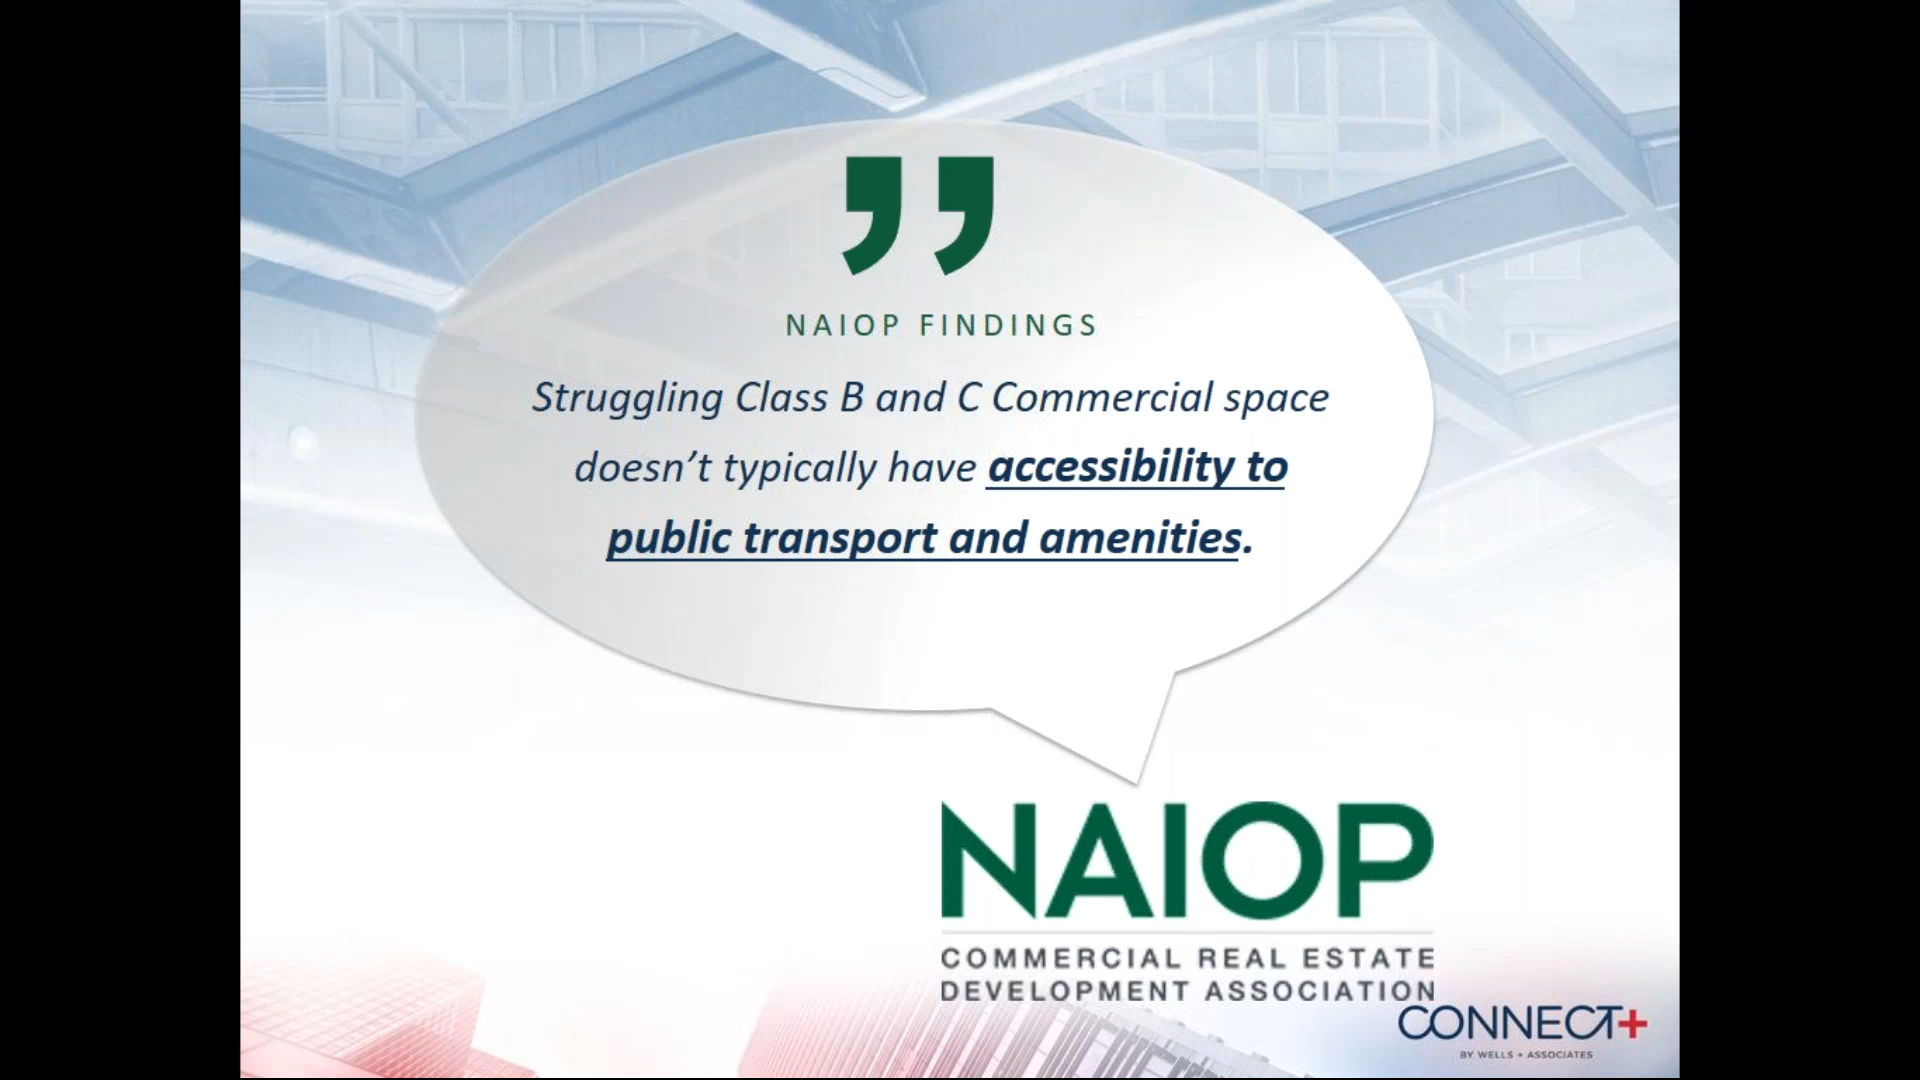 ”
NAIOP FINDINGS
Struggling Class B and C Commercial space
doesn’t typically have accessibility to
public transport and amenities.
NAIOP
COMMERCIAL REAL ESTATE
DEVELOPMENT ASSOCIATION
CONNECT+
BY WELLS + ASSOCIATES